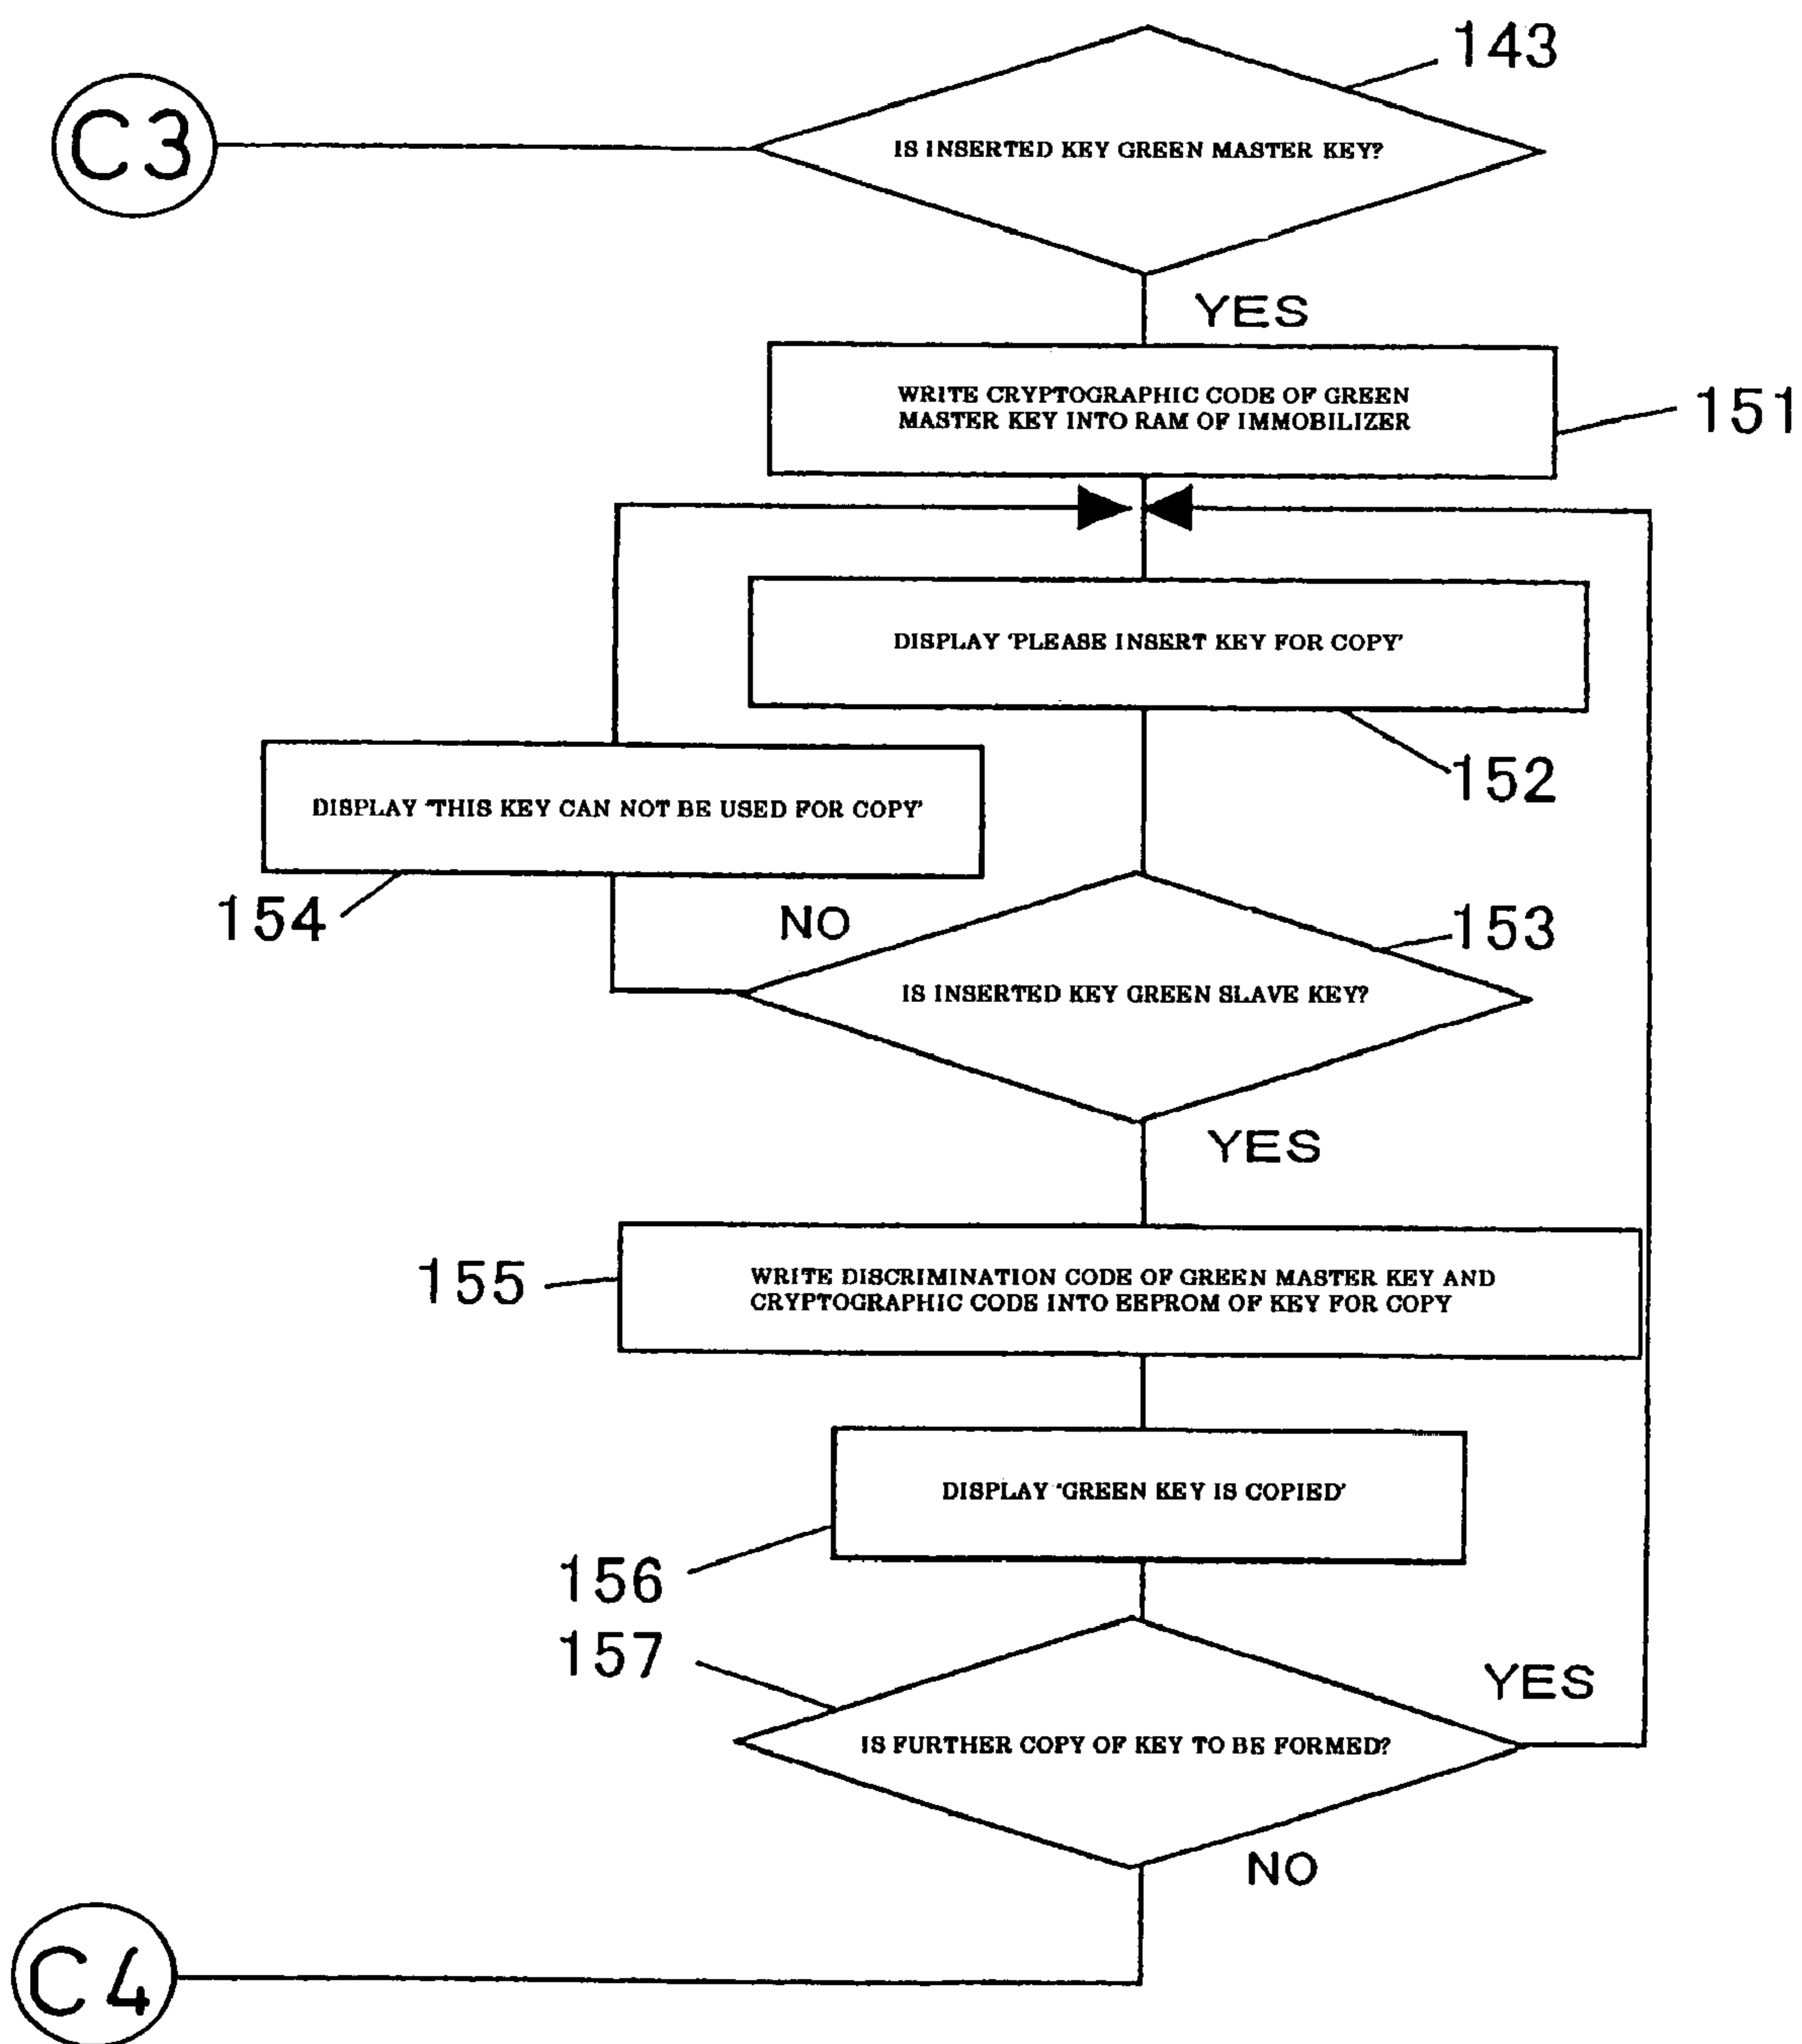 143
C3
IS INSERTED KEY GREEN MASTER KEY?
YES
WRITE CRYPTOGRAPHIC CODE OF GREEN
MASTER KEY INTO RAM OF IMMOBILIZER
151
DISPLAY 'PLEASE INSERT KEY FOR COPY'
152
DISPLAY 'THIS KEY CAN NOT BE USED FOR COPY'
154
NO
153
IS INSERTED KEY GREEN SLAVE KEY?
YES
155
WRITE DISCRIMINATION CODE OF GREEN MASTER KEY AND
CRYPTOGRAPHIC CODE INTO EEPROM OF KEY FOR COPY
DISPLAY 'GREEN KEY IS COPIED'
156
157
YES
IS FURTHER COPY OF KEY TO BE FORMED?
NO
C4